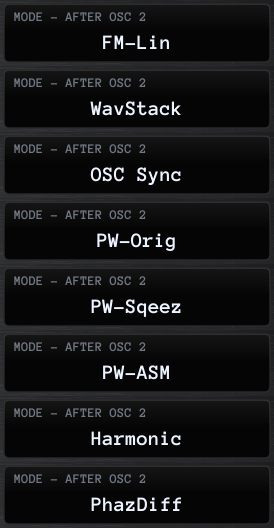 MODE – AFTER OSC 2
FM-Lin
MODE – AFTER OSC 2
WavStack
MODE – AFTER OSC 2
OSC Sync
MODE – AFTER OSC 2
PW-Orig
MODE – AFTER OSC 2
PW-Sqeez
MODE – AFTER OSC 2
PW-ASM
MODE – AFTER OSC 2
Harmonic
MODE – AFTER OSC 2
PhazDiff